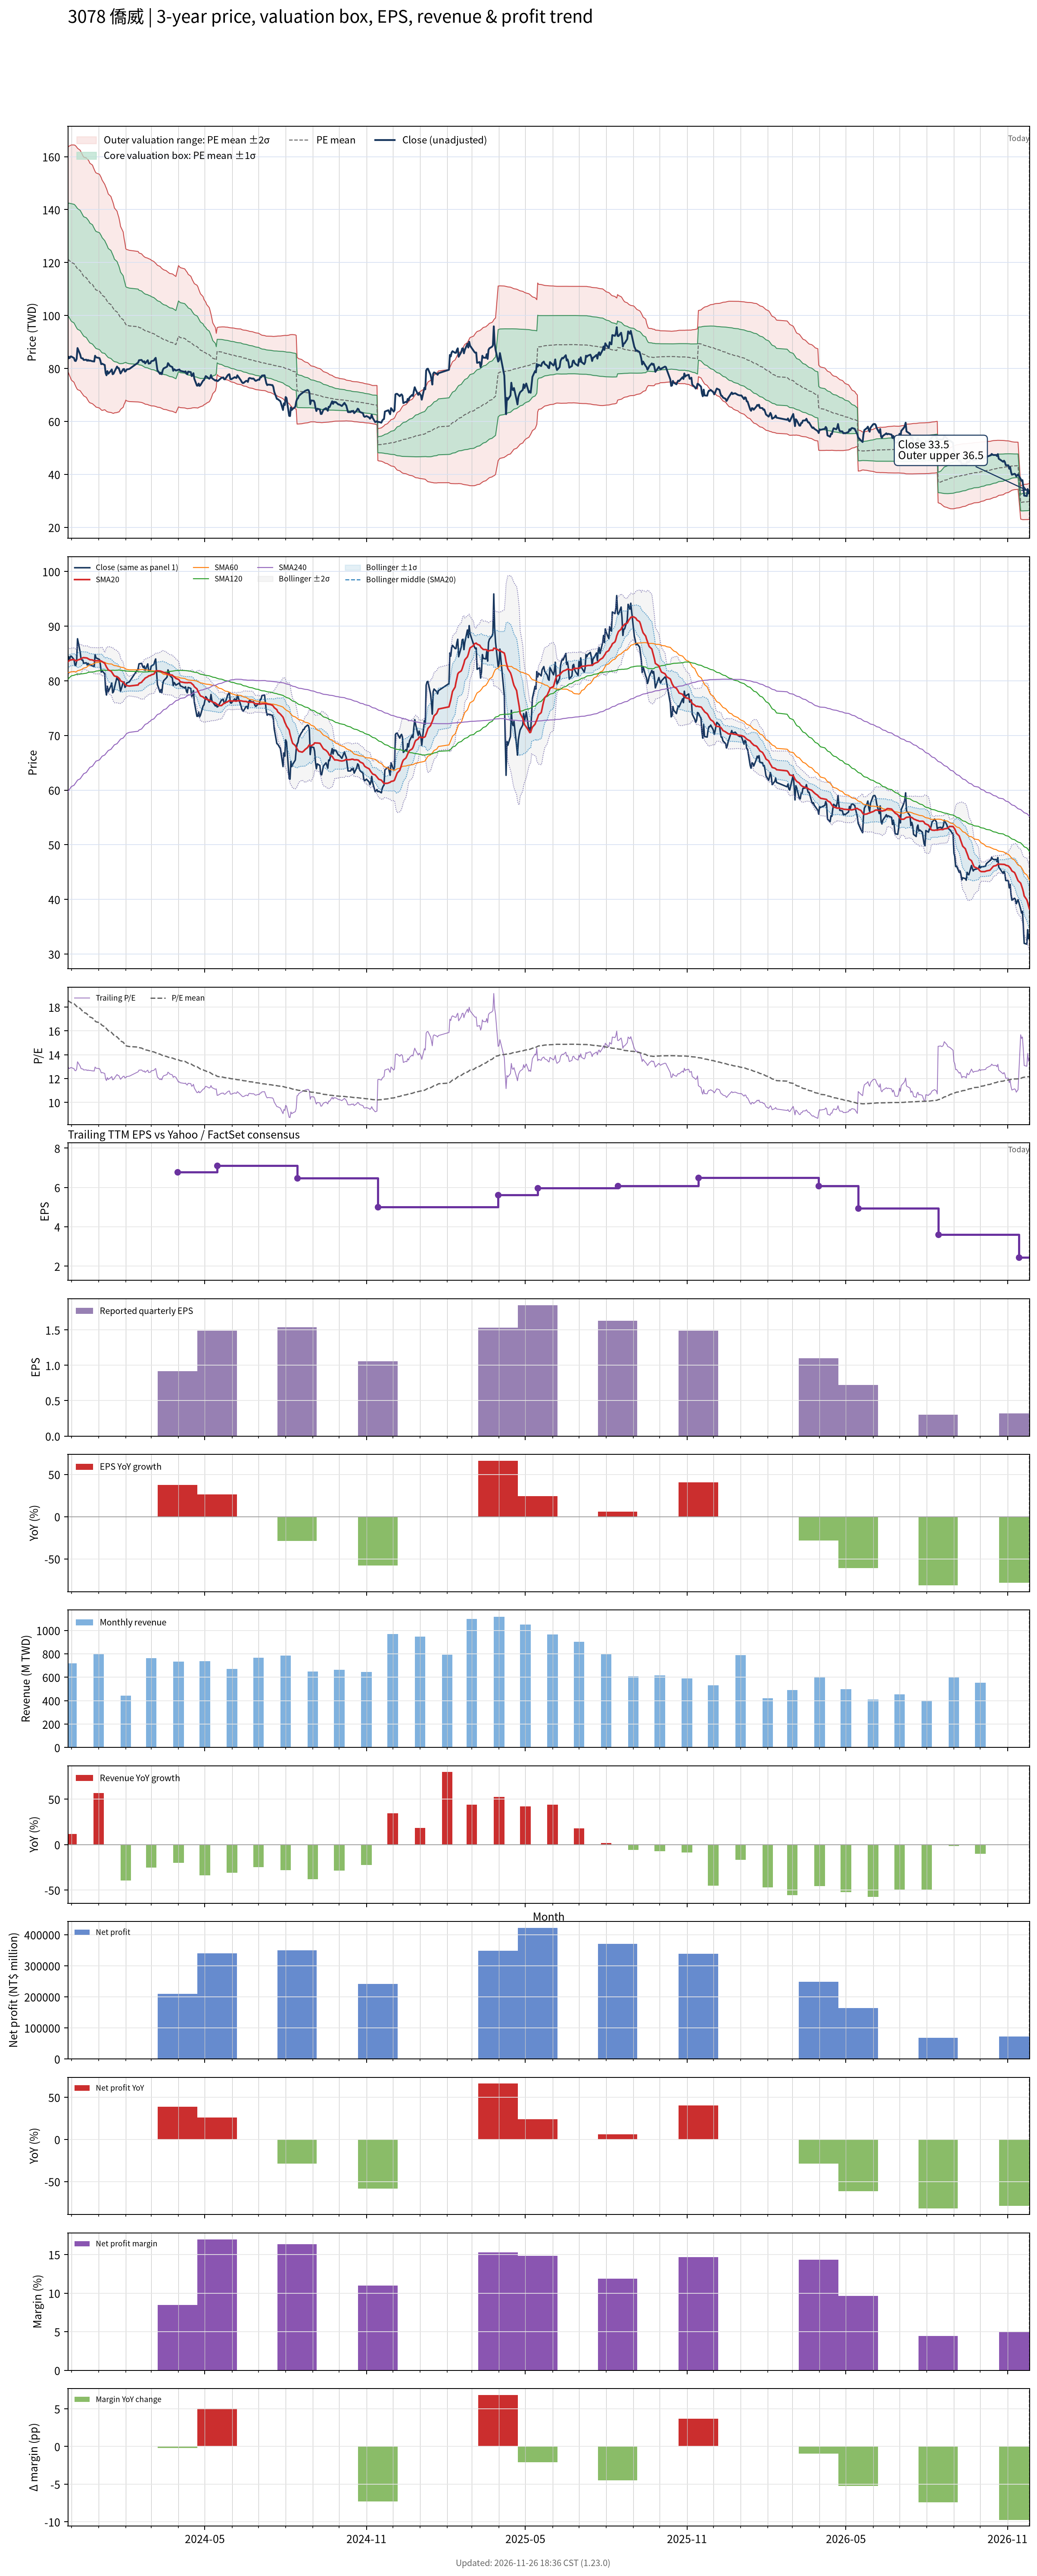 3078 僑威 | 3-year price, valuation box, EPS, revenue & profit trend
Outer valuation range: PE mean ±2σ
PE mean
Close (unadjusted)
Core valuation box: PE mean ±1σ
Today
Price (TWD)
160
140
120
100
80
60
40
20
Close 33.5
Outer upper 36.5
Close (same as panel 1)
SMA20
SMA60
SMA120
SMA240
Bollinger ±2σ
Bollinger ±1σ
Bollinger middle (SMA20)
Price
100
90
80
70
60
50
40
30
Trailing P/E
P/E mean
P/E
18
16
14
12
10
Trailing TTM EPS vs Yahoo / FactSet consensus
Today
EPS
8
6
4
2
Reported quarterly EPS
EPS
1.5
1.0
0.5
0.0
EPS YoY growth
YoY (%)
50
0
-50
Monthly revenue
Revenue (M TWD)
1000
800
600
400
200
0
Revenue YoY growth
YoY (%)
50
0
-50
Month
Net profit
Net profit (NT$ million)
400000
300000
200000
100000
0
Net profit YoY
YoY (%)
50
0
-50
Net profit margin
Margin (%)
15
10
5
0
Margin YoY change
Δ margin (pp)
5
0
-5
-10
2024-05
2024-11
2025-05
2025-11
2026-05
2026-11
Updated: 2026-11-26 18:36 CST (1.23.0)